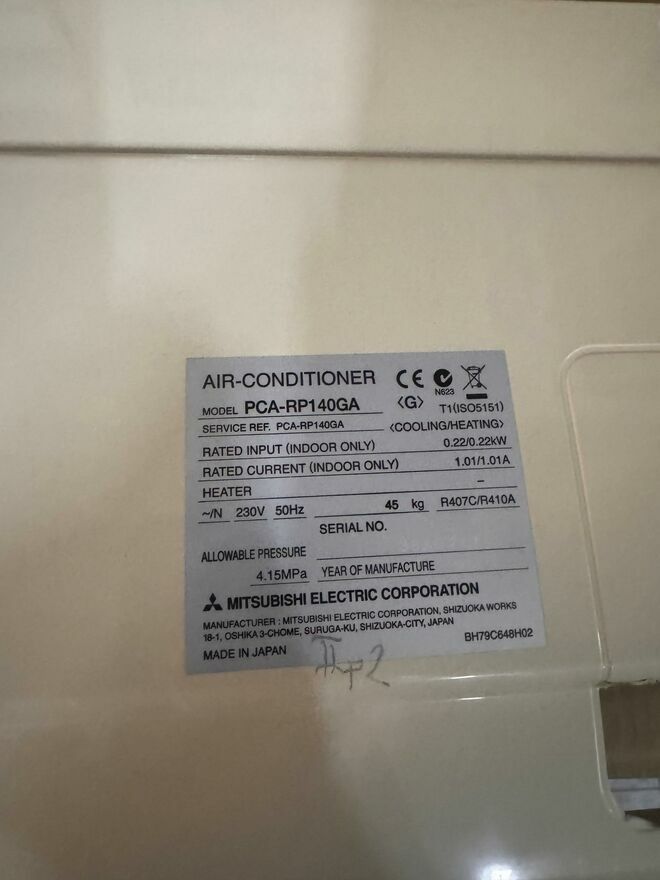 AIR-CONDITIONER
MODEL PCA-RP140GA
<G> T1(ISO5151)
N623
SERVICE REF. PCA-RP140GA <COOLING/HEATING>
RATED INPUT (INDOOR ONLY) 0.22/0.22kW
RATED CURRENT (INDOOR ONLY) 1.01/1.01A
HEATER –
~/N 230V 50Hz 45 kg R407C/R410A
SERIAL NO.
ALLOWABLE PRESSURE
4.15MPa YEAR OF MANUFACTURE
MITSUBISHI ELECTRIC CORPORATION
MANUFACTURER : MITSUBISHI ELECTRIC CORPORATION, SHIZUOKA WORKS
18-1, OSHIKA 3-CHOME, SURUGA-KU, SHIZUOKA-CITY, JAPAN
MADE IN JAPAN BH79C648H02